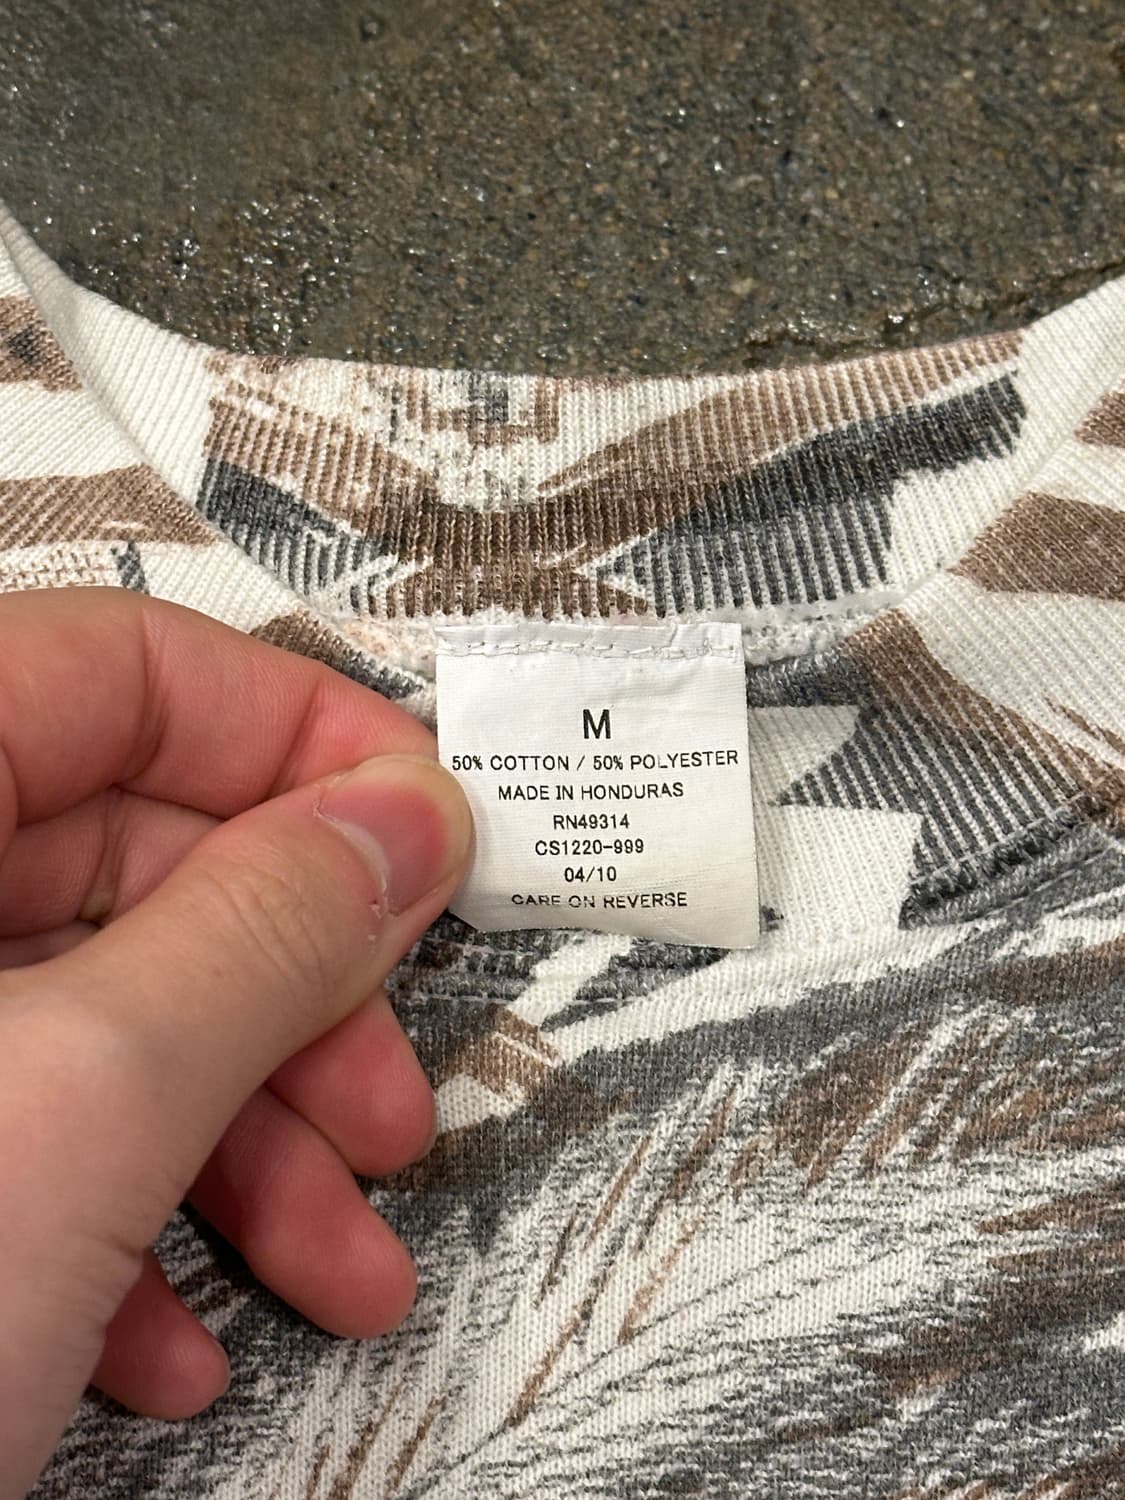 M
50% COTTON / 50% POLYESTER
MADE IN HONDURAS
RN49314
CS1220-999
04/10
CARE ON REVERSE